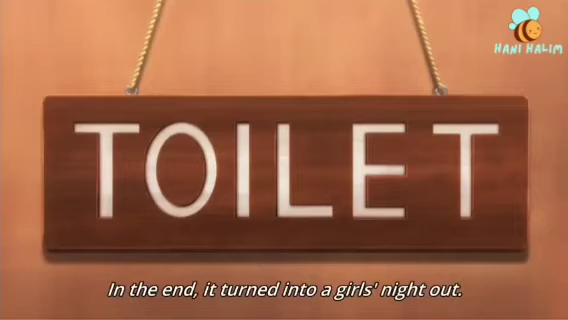 HANI HALIM
TOILET
In the end, it turned into a girls' night out.